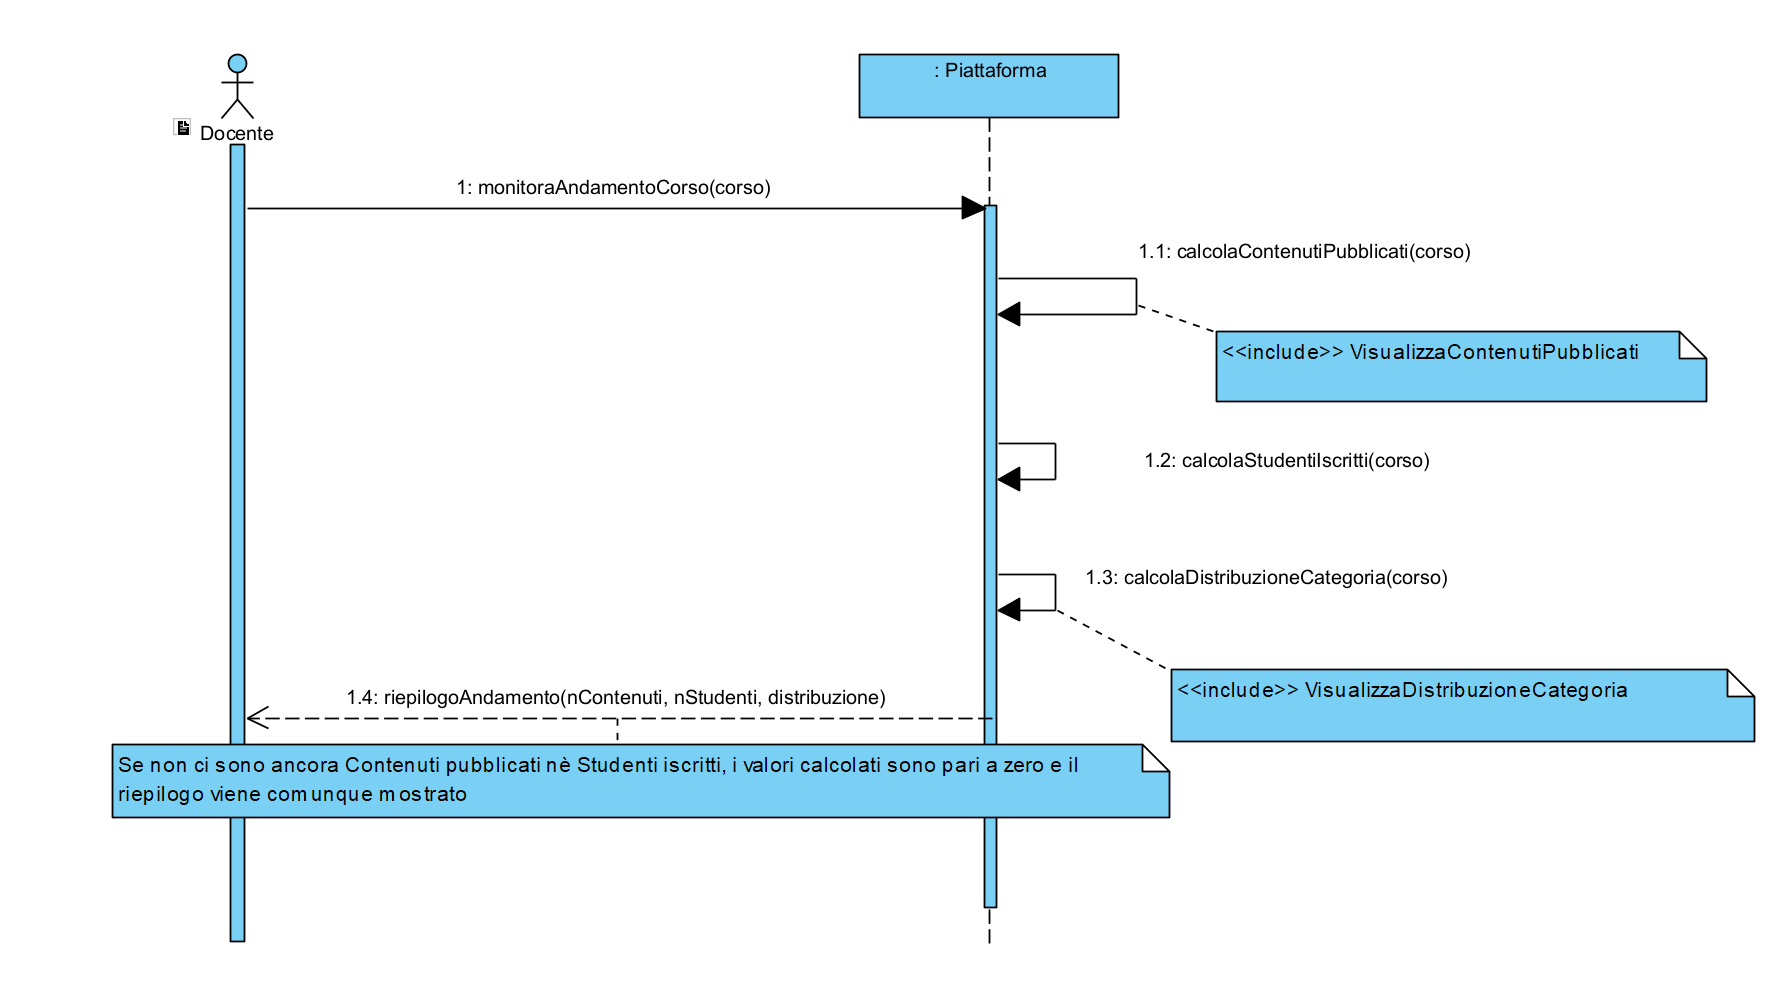 : Piattaforma
Docente
1: monitoraAndamentoCorso(corso)
1.1: calcolaContenutiPubblicati(corso)
<<include>> VisualizzaContenutiPubblicati
1.2: calcolaStudentiIscritti(corso)
1.3: calcolaDistribuzioneCategoria(corso)
<<include>> VisualizzaDistribuzioneCategoria
1.4: riepilogoAndamento(nContenuti, nStudenti, distribuzione)
Se non ci sono ancora Contenuti pubblicati nè Studenti iscritti, i valori calcolati sono pari a zero e il
riepilogo viene comunque mostrato